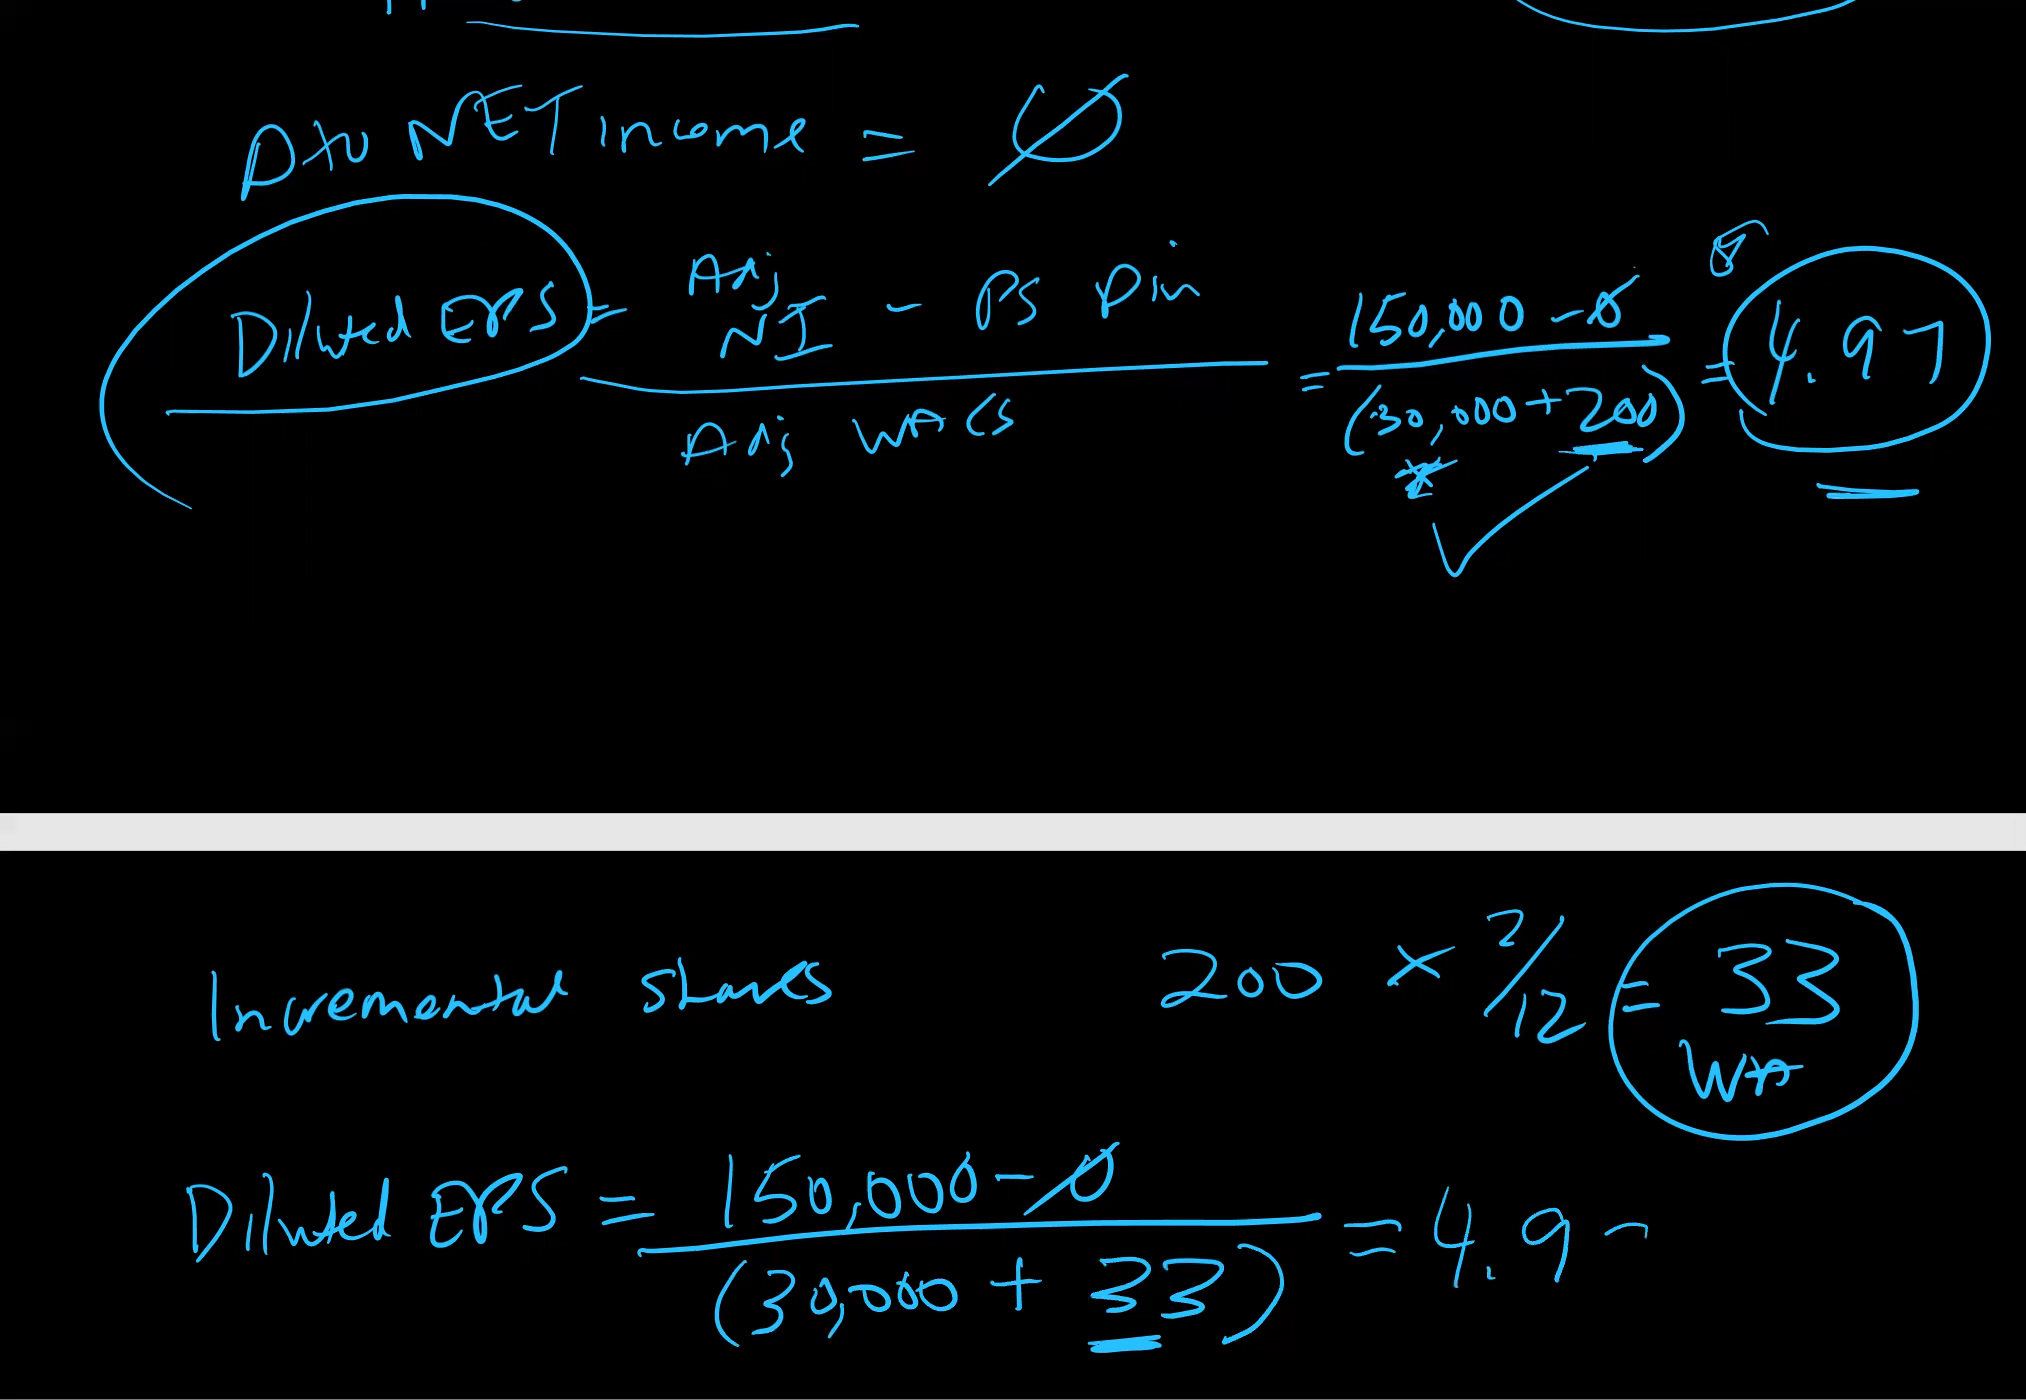 Δ to NET income = Ø
Diluted EPS = Adj NI - PS Div / Adj WACS = 150,000 - Ø / (30,000 + 200) = 4.97
Incremental shares 200 × 2/12 = 33
WA
Diluted EPS = 150,000 - Ø / (30,000 + 33) = 4.9